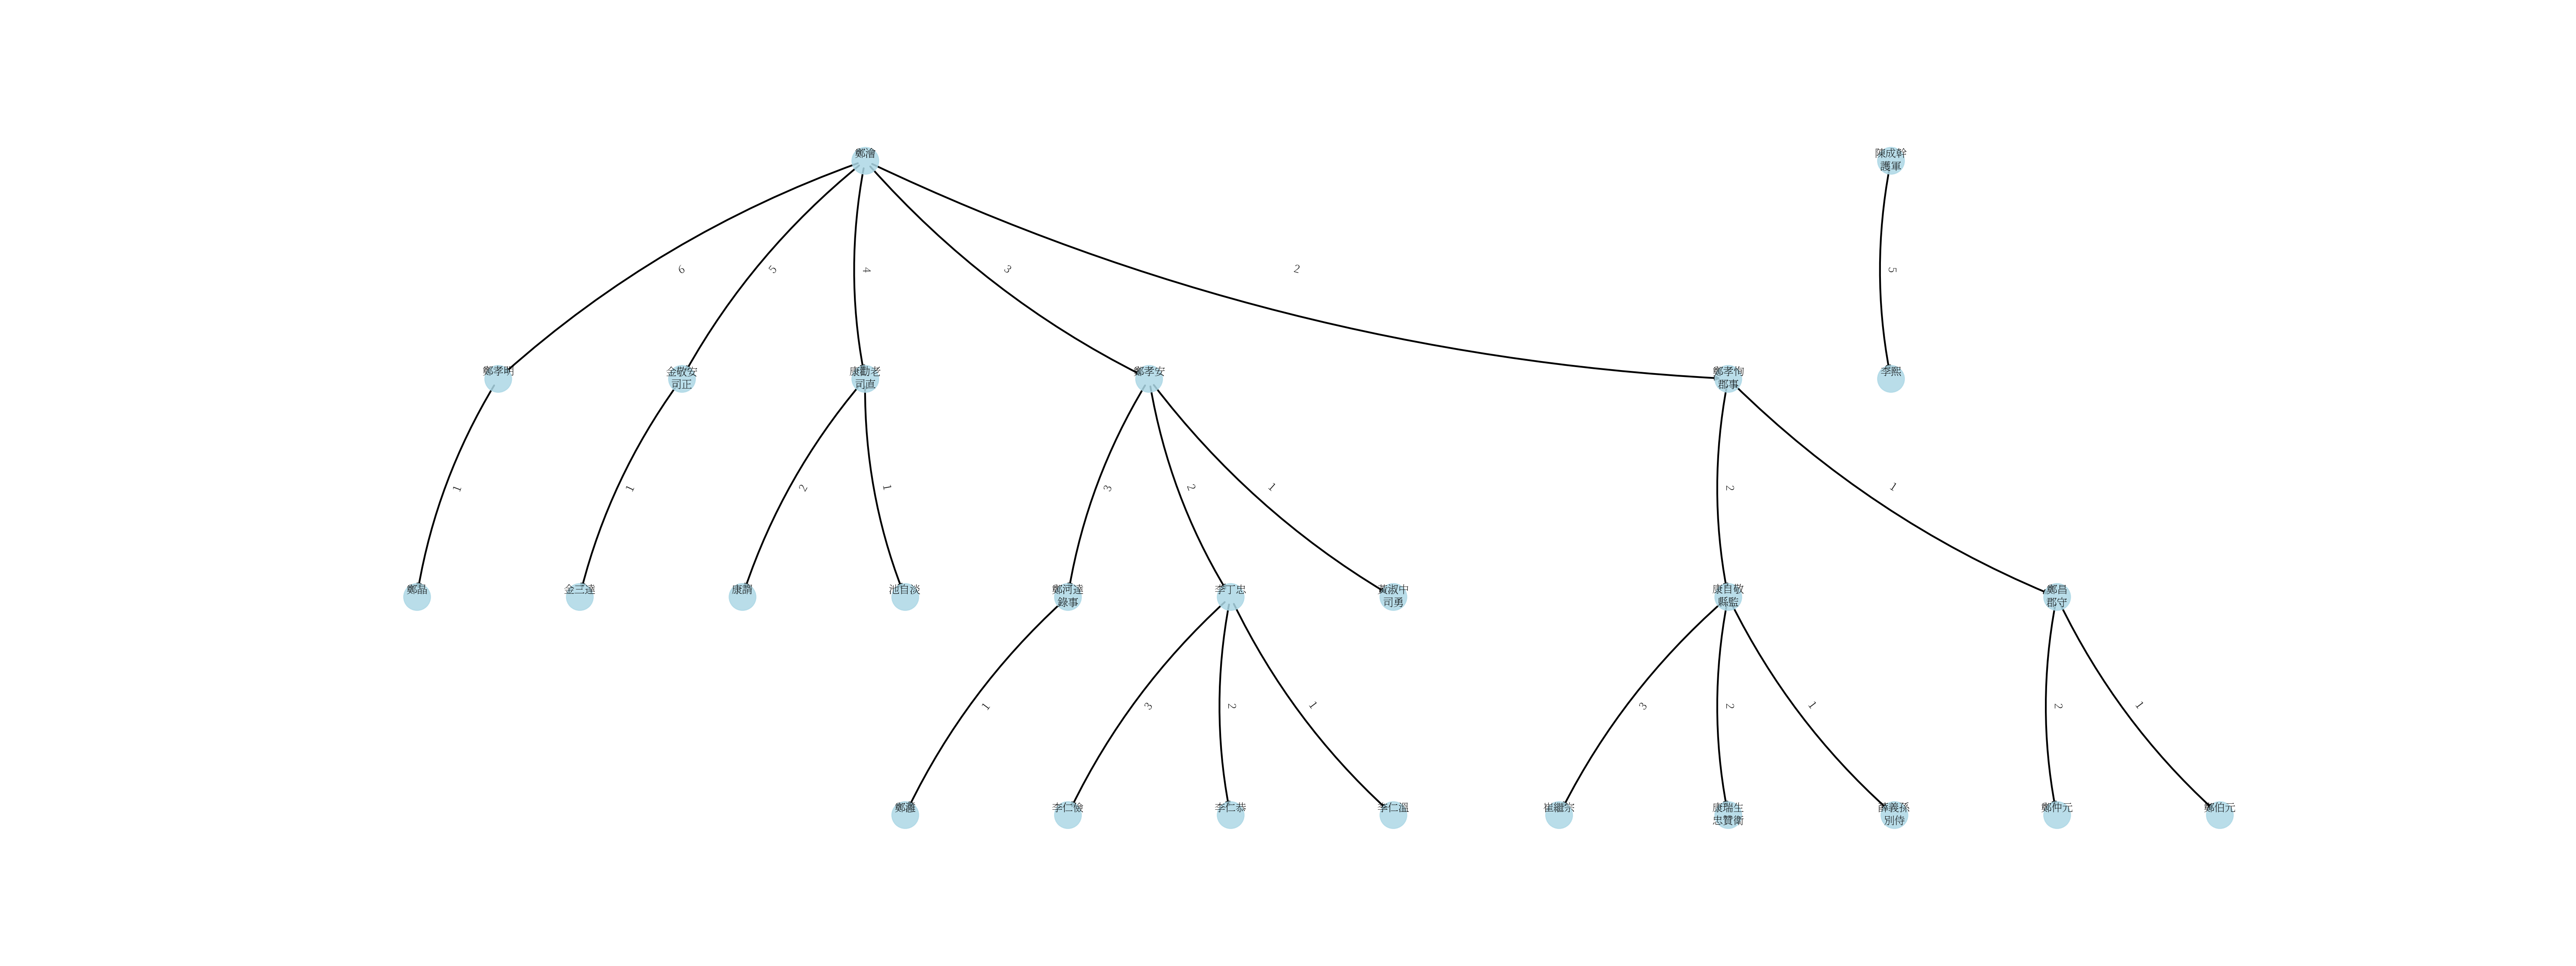 鄭澮
陳成幹
護軍
6
5
4
3
2
5
鄭孝明
金敬安
司正
康勸老
司直
鄭孝安
鄭孝恂
郡事
李熙
1
1
2
1
3
2
1
2
1
鄭晶
金三達
池自淡
鄭河達
錄事
李丁忠
黃淑中
司勇
康自敬
縣監
鄭昌
郡守
1
3
2
1
3
2
1
2
1
李仁儉
李仁恭
李仁溫
崔繼宗
康瑞生
忠贊衛
薛義孫
別侍
鄭仲元
鄭伯元